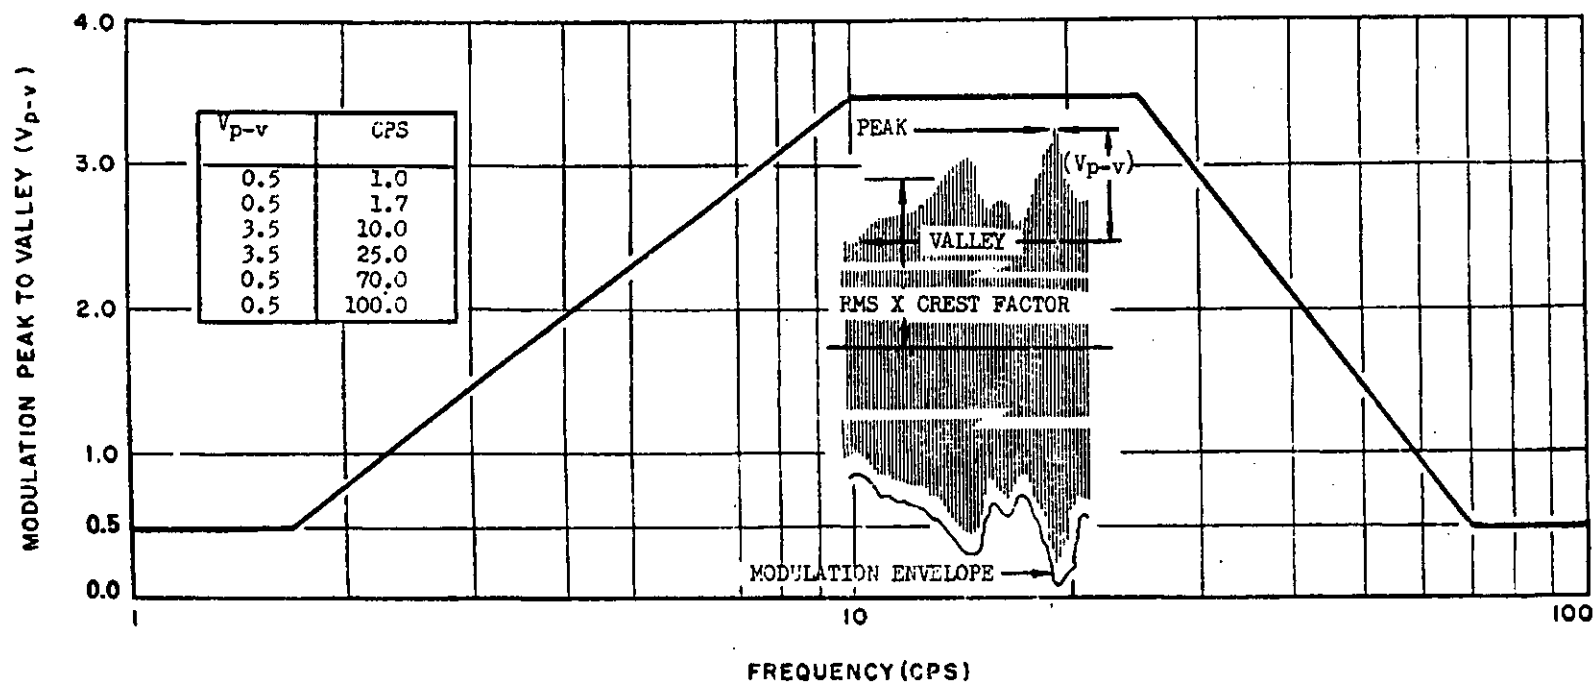 MODULATION PEAK TO VALLEY (Vp-v)
4.0
3.0
2.0
1.0
0.5
0.0
Vp-v CPS
0.5 1.0
0.5 1.7
3.5 10.0
3.5 25.0
0.5 70.0
0.5 100.0
PEAK
(Vp-v)
VALLEY
RMS X CREST FACTOR
MODULATION ENVELOPE
1 10 100
FREQUENCY (CPS)